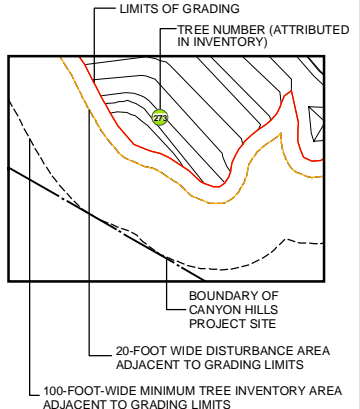 LIMITS OF GRADING
TREE NUMBER (ATTRIBUTED
IN INVENTORY)
273
BOUNDARY OF
CANYON HILLS
PROJECT SITE
20-FOOT WIDE DISTURBANCE AREA
ADJACENT TO GRADING LIMITS
100-FOOT-WIDE MINIMUM TREE INVENTORY AREA
ADJACENT TO GRADING LIMITS